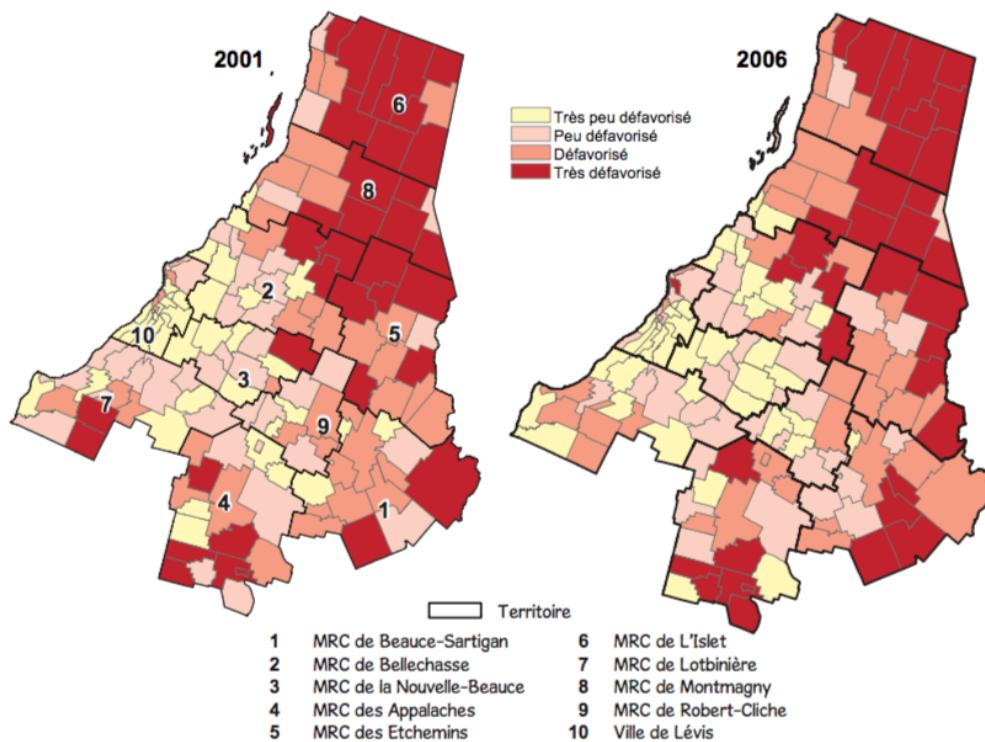 2001
2006
Très peu défavorisé
Peu défavorisé
Défavorisé
Très défavorisé
6
8
2
5
10
3
7
9
4
1
Territoire
1 MRC de Beauce-Sartigan
2 MRC de Bellechasse
3 MRC de la Nouvelle-Beauce
4 MRC des Appalaches
5 MRC des Etchemins
6 MRC de L'Islet
7 MRC de Lotbinière
8 MRC de Montmagny
9 MRC de Robert-Cliche
10 Ville de Lévis